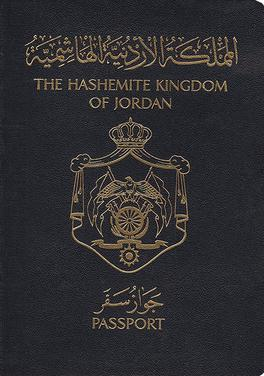 المملكة الأردنية الهاشمية
THE HASHEMITE KINGDOM
OF JORDAN
جواز سفر
PASSPORT